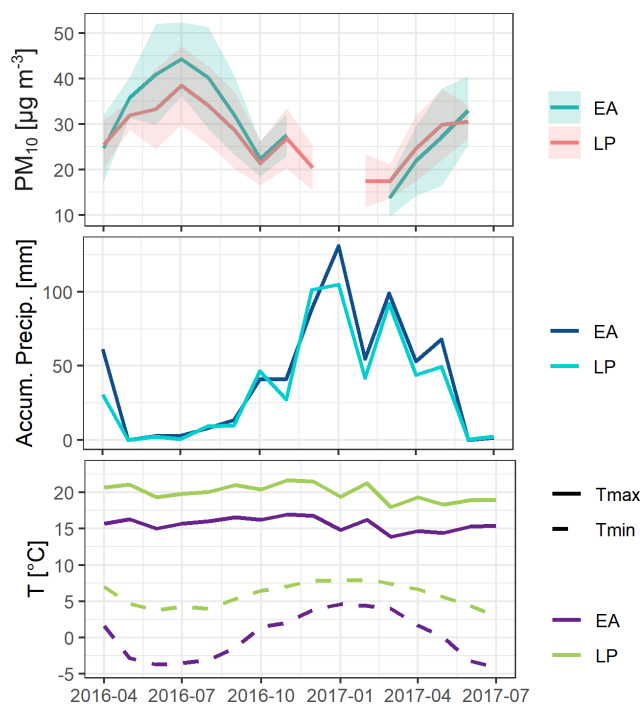 PM10 [µg m-3]
50
40
30
20
10
EA
LP
Accum. Precip. [mm]
100
50
0
EA
LP
T [°C]
20
15
10
5
0
-5
Tmax
Tmin
EA
LP
2016-04 2016-07 2016-10 2017-01 2017-04 2017-07